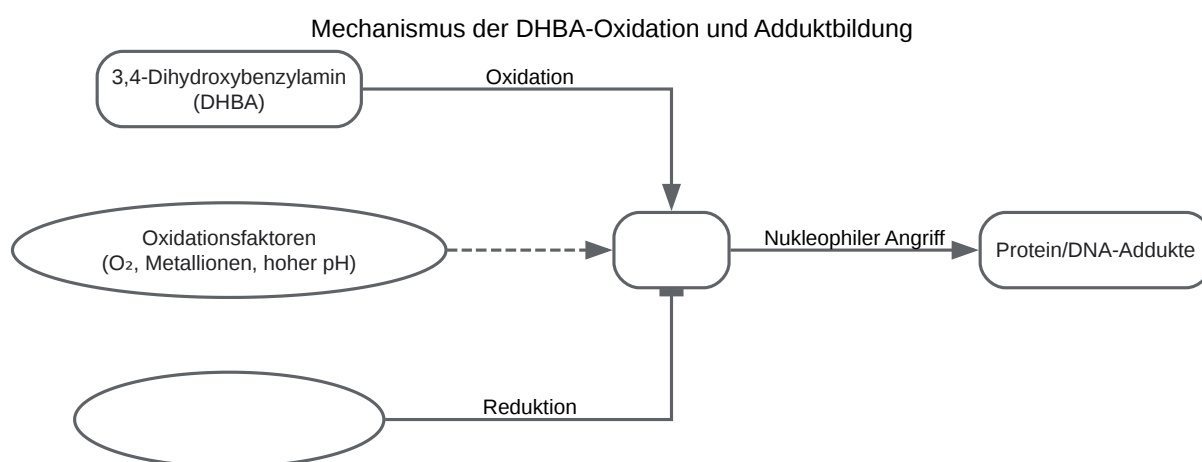 Mechanismus der DHBA-Oxidation und Adduktbildung
3,4-Dihydroxybenzylamin
(DHBA)
Oxidation
Oxidationsfaktoren
(O₂, Metallionen, hoher pH)
Nukleophiler Angriff
Protein/DNA-Addukte
Reduktion